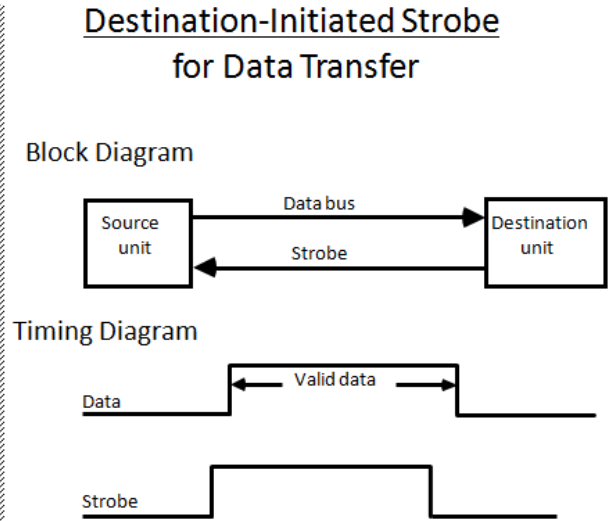 Destination-Initiated Strobe
for Data Transfer
Block Diagram
Data bus
Source
unit
Destination
unit
Strobe
Timing Diagram
Valid data
Data
Strobe